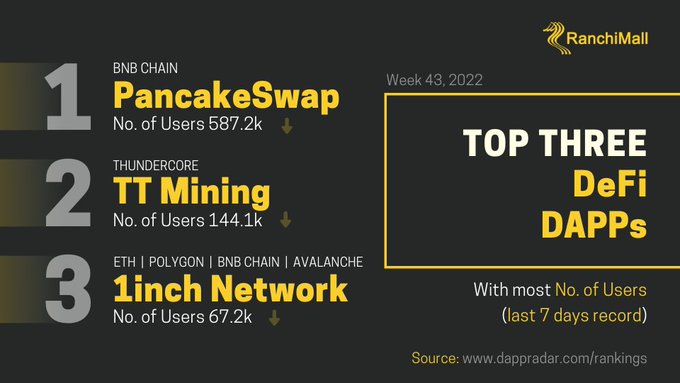 RanchiMall
Week 43, 2022
TOP THREE
DeFi
DAPPs
With most No. of Users
(last 7 days record)
1
BNB CHAIN
PancakeSwap
No. of Users 587.2k
2
THUNDERCORE
TT Mining
No. of Users 144.1k
3
ETH | POLYGON | BNB CHAIN | AVALANCHE
1inch Network
No. of Users 67.2k
Source: www.dappradar.com/rankings